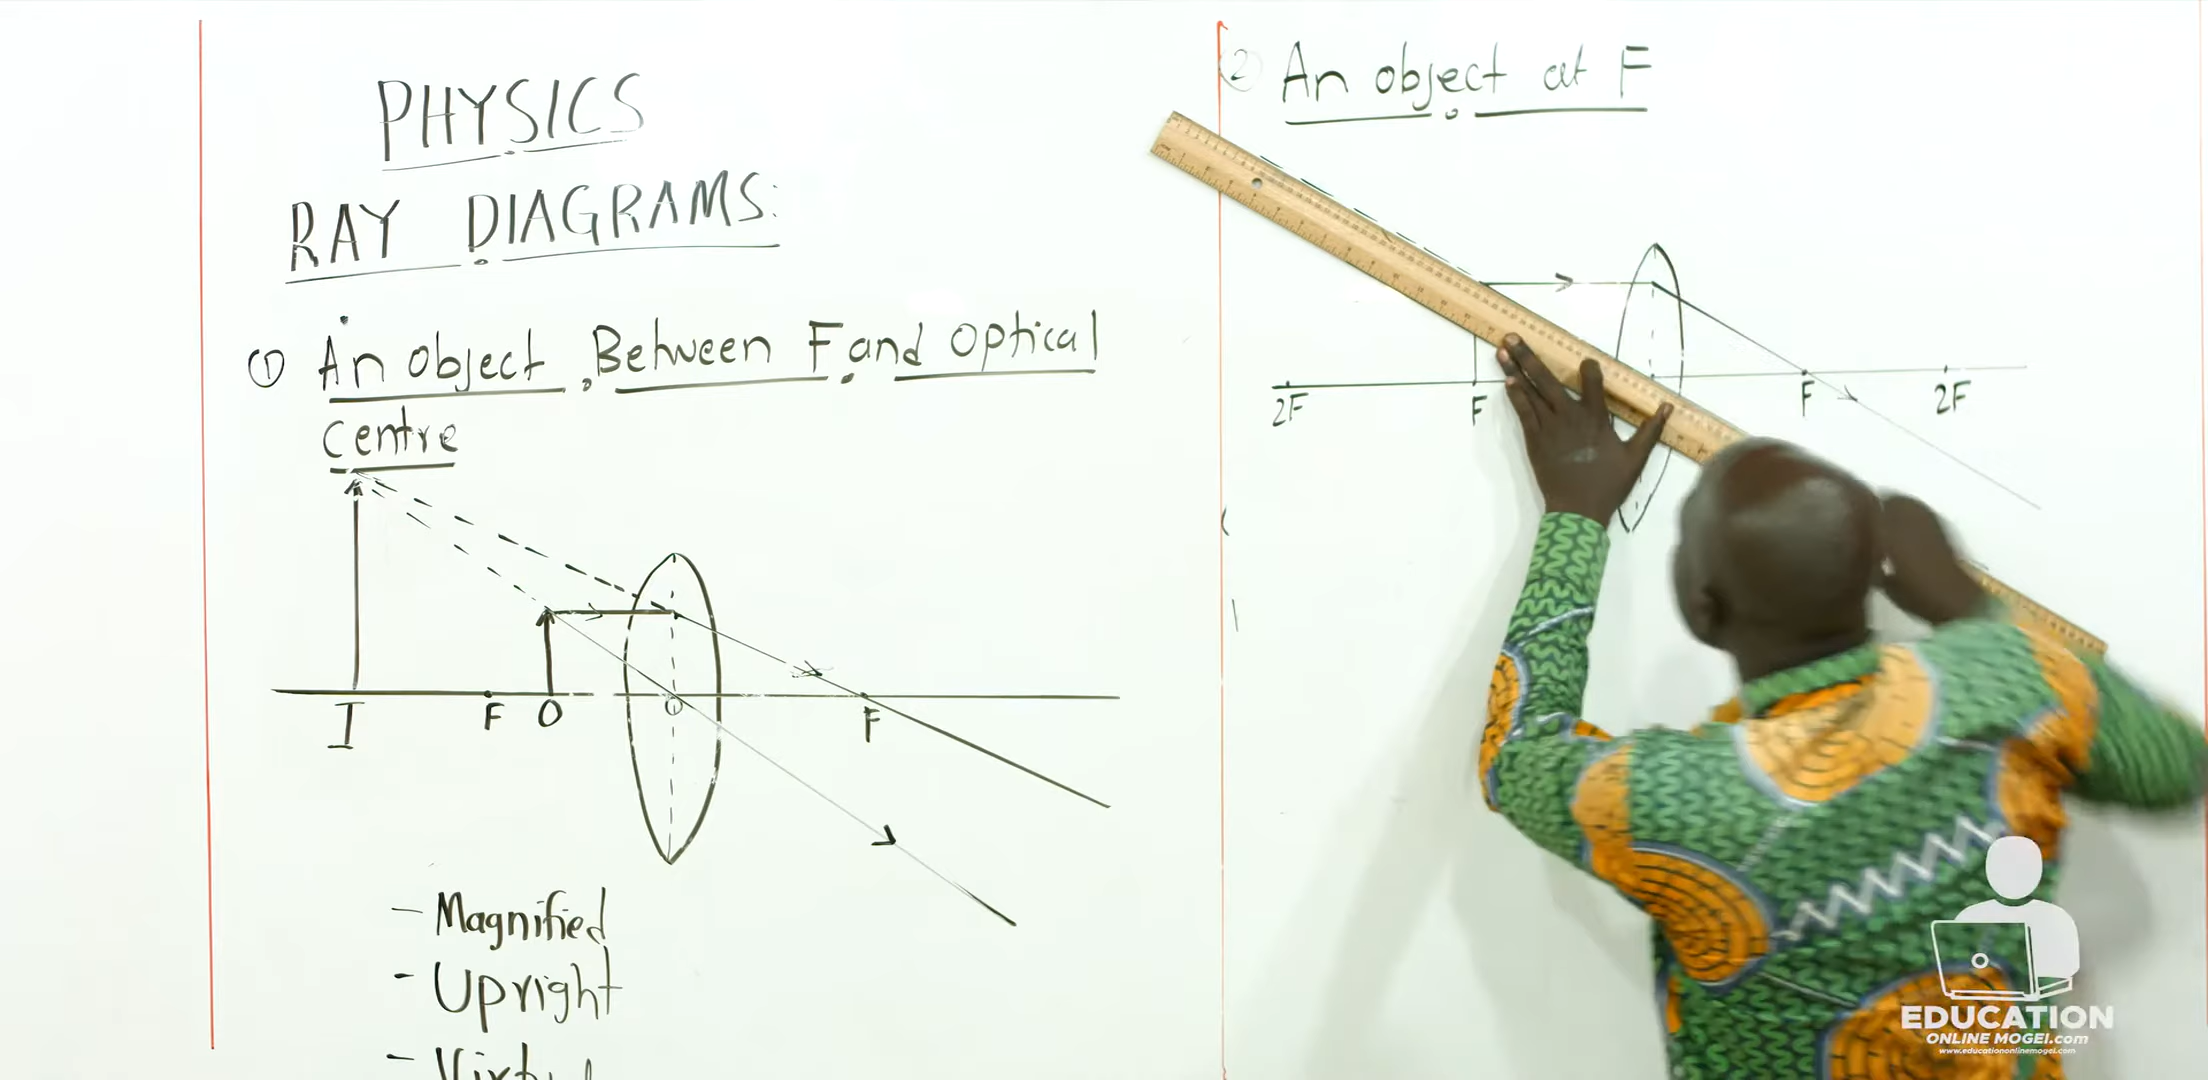 PHYSICS
RAY DIAGRAMS:
① An object Between F and optical
centre
I
F
O
F
- Magnified
- Upright
(2) An object at F
2F
F
F
2F
EDUCATION
ONLINE MOGEI.com
www.educationonlinemogei.com